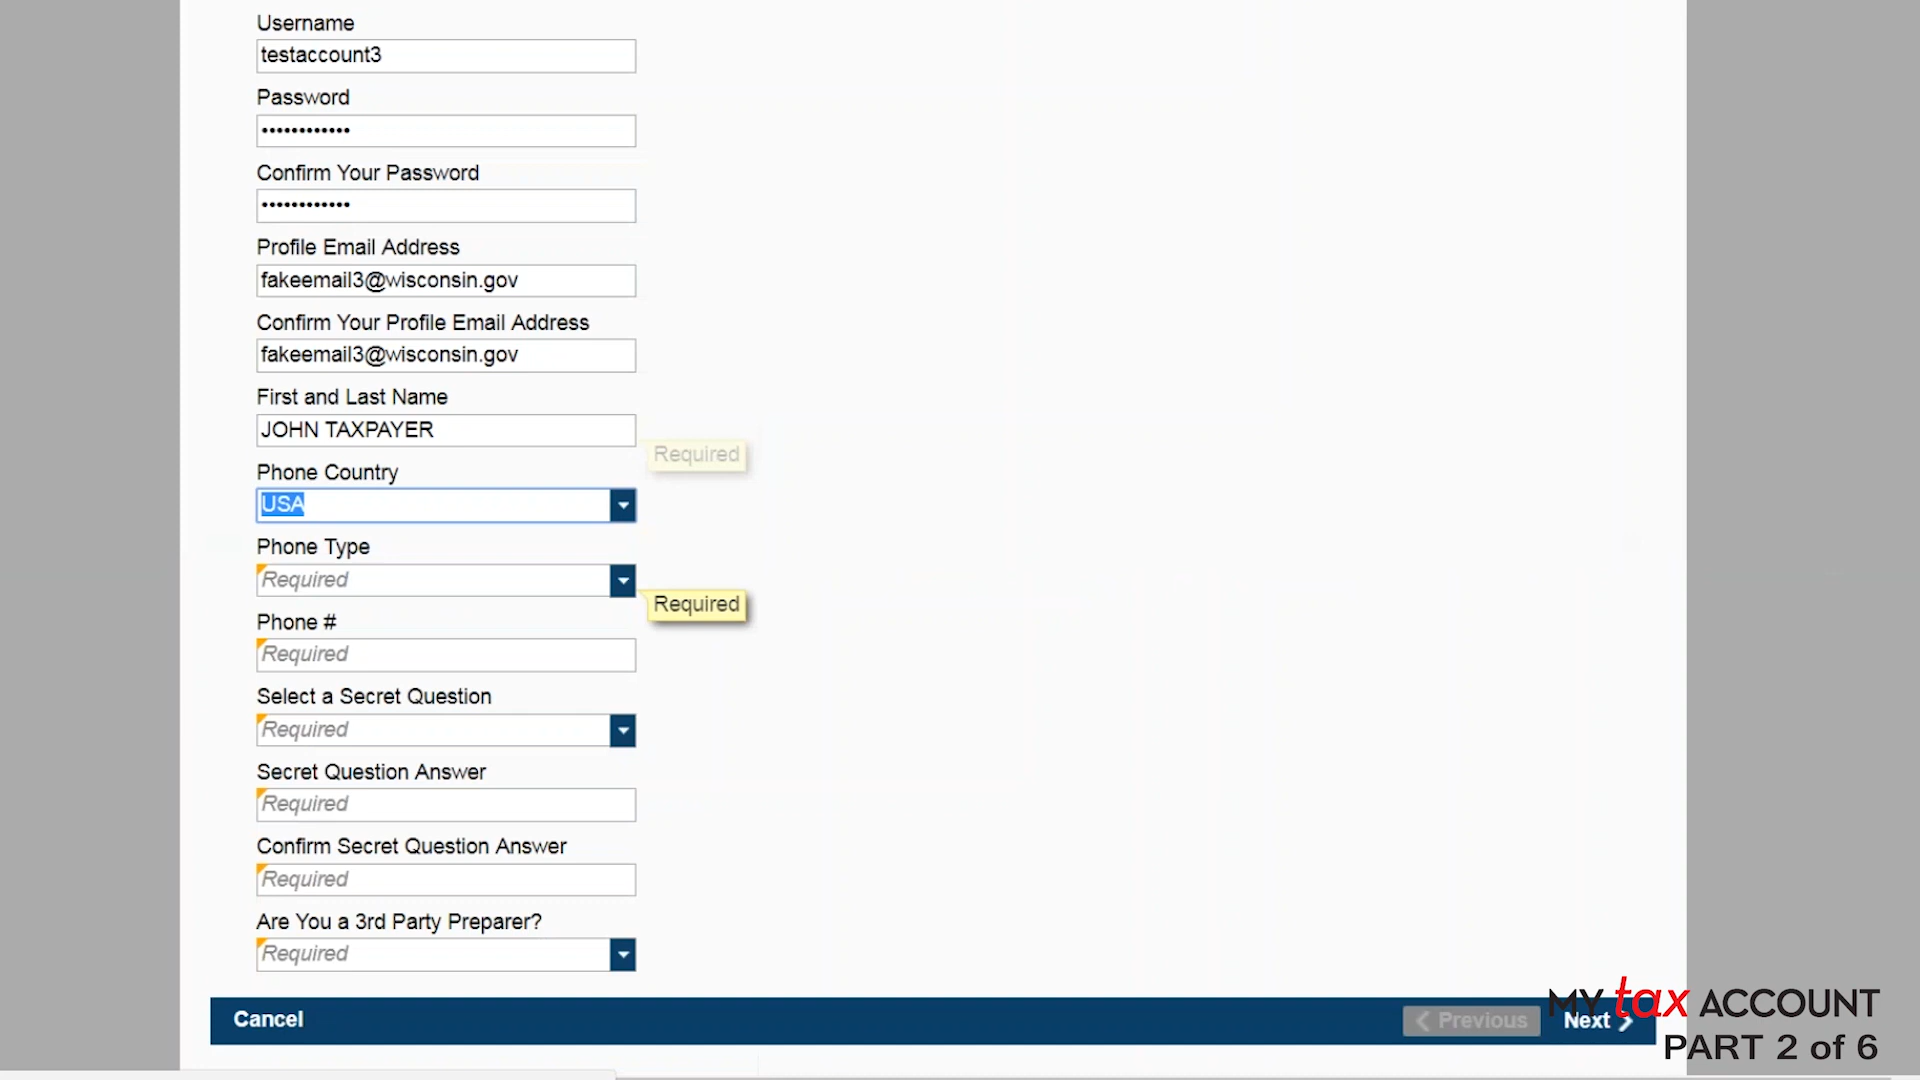 Username
testaccount3
Password
••••••••••••
Confirm Your Password
••••••••••••
Profile Email Address
fakeemail3@wisconsin.gov
Confirm Your Profile Email Address
fakeemail3@wisconsin.gov
First and Last Name
JOHN TAXPAYER
Required
Phone Country
USA
Phone Type
Required
Required
Phone #
Required
Select a Secret Question
Required
Secret Question Answer
Required
Confirm Secret Question Answer
Required
Are You a 3rd Party Preparer?
Required
Cancel
Previous
Next
MY tax ACCOUNT
PART 2 of 6